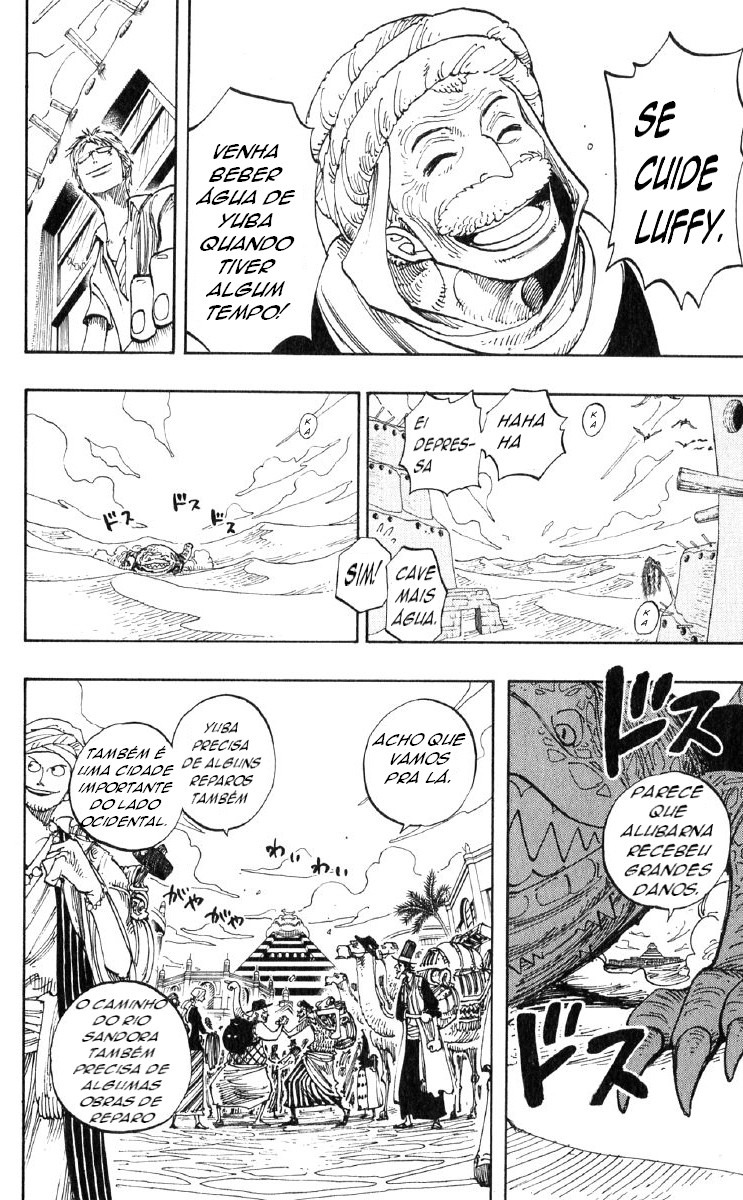 SE
CUIDE
LUFFY.
VENHA
BEBER
ÁGUA DE
YUBA
QUANDO
TIVER
ALGUM
TEMPO!
KA
HAHA
HA
EI
DEPRES-
SA
CAVE
MAIS
ÁGUA.
SIM!
KA
KA
ドス
ドス
ドス
ドス
PARECE
QUE
ALUBARNA
RECEBEU
GRANDES
DANOS.
ドス
ACHO QUE
VAMOS
PRA LÁ.
YUBA
PRECISA
DE ALGUNS
REPAROS
TAMBÉM
TAMBÉM É
UMA CIDADE
IMPORTANTE
DO LADO
OCIDENTAL.
わい わい
がや がや
O CAMINHO
DO RIO
SANDORA
TAMBÉM
PRECISA DE
ALGUMAS
OBRAS DE
REPARO